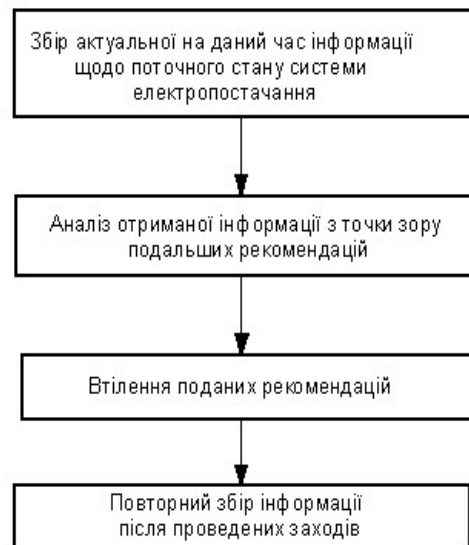 Збір актуальної на даний час інформації
щодо поточного стану системи
електропостачання
Аналіз отриманої інформації з точки зору
подальших рекомендацій
Втілення поданих рекомендацій
Повторний збір інформації
після проведених заходів